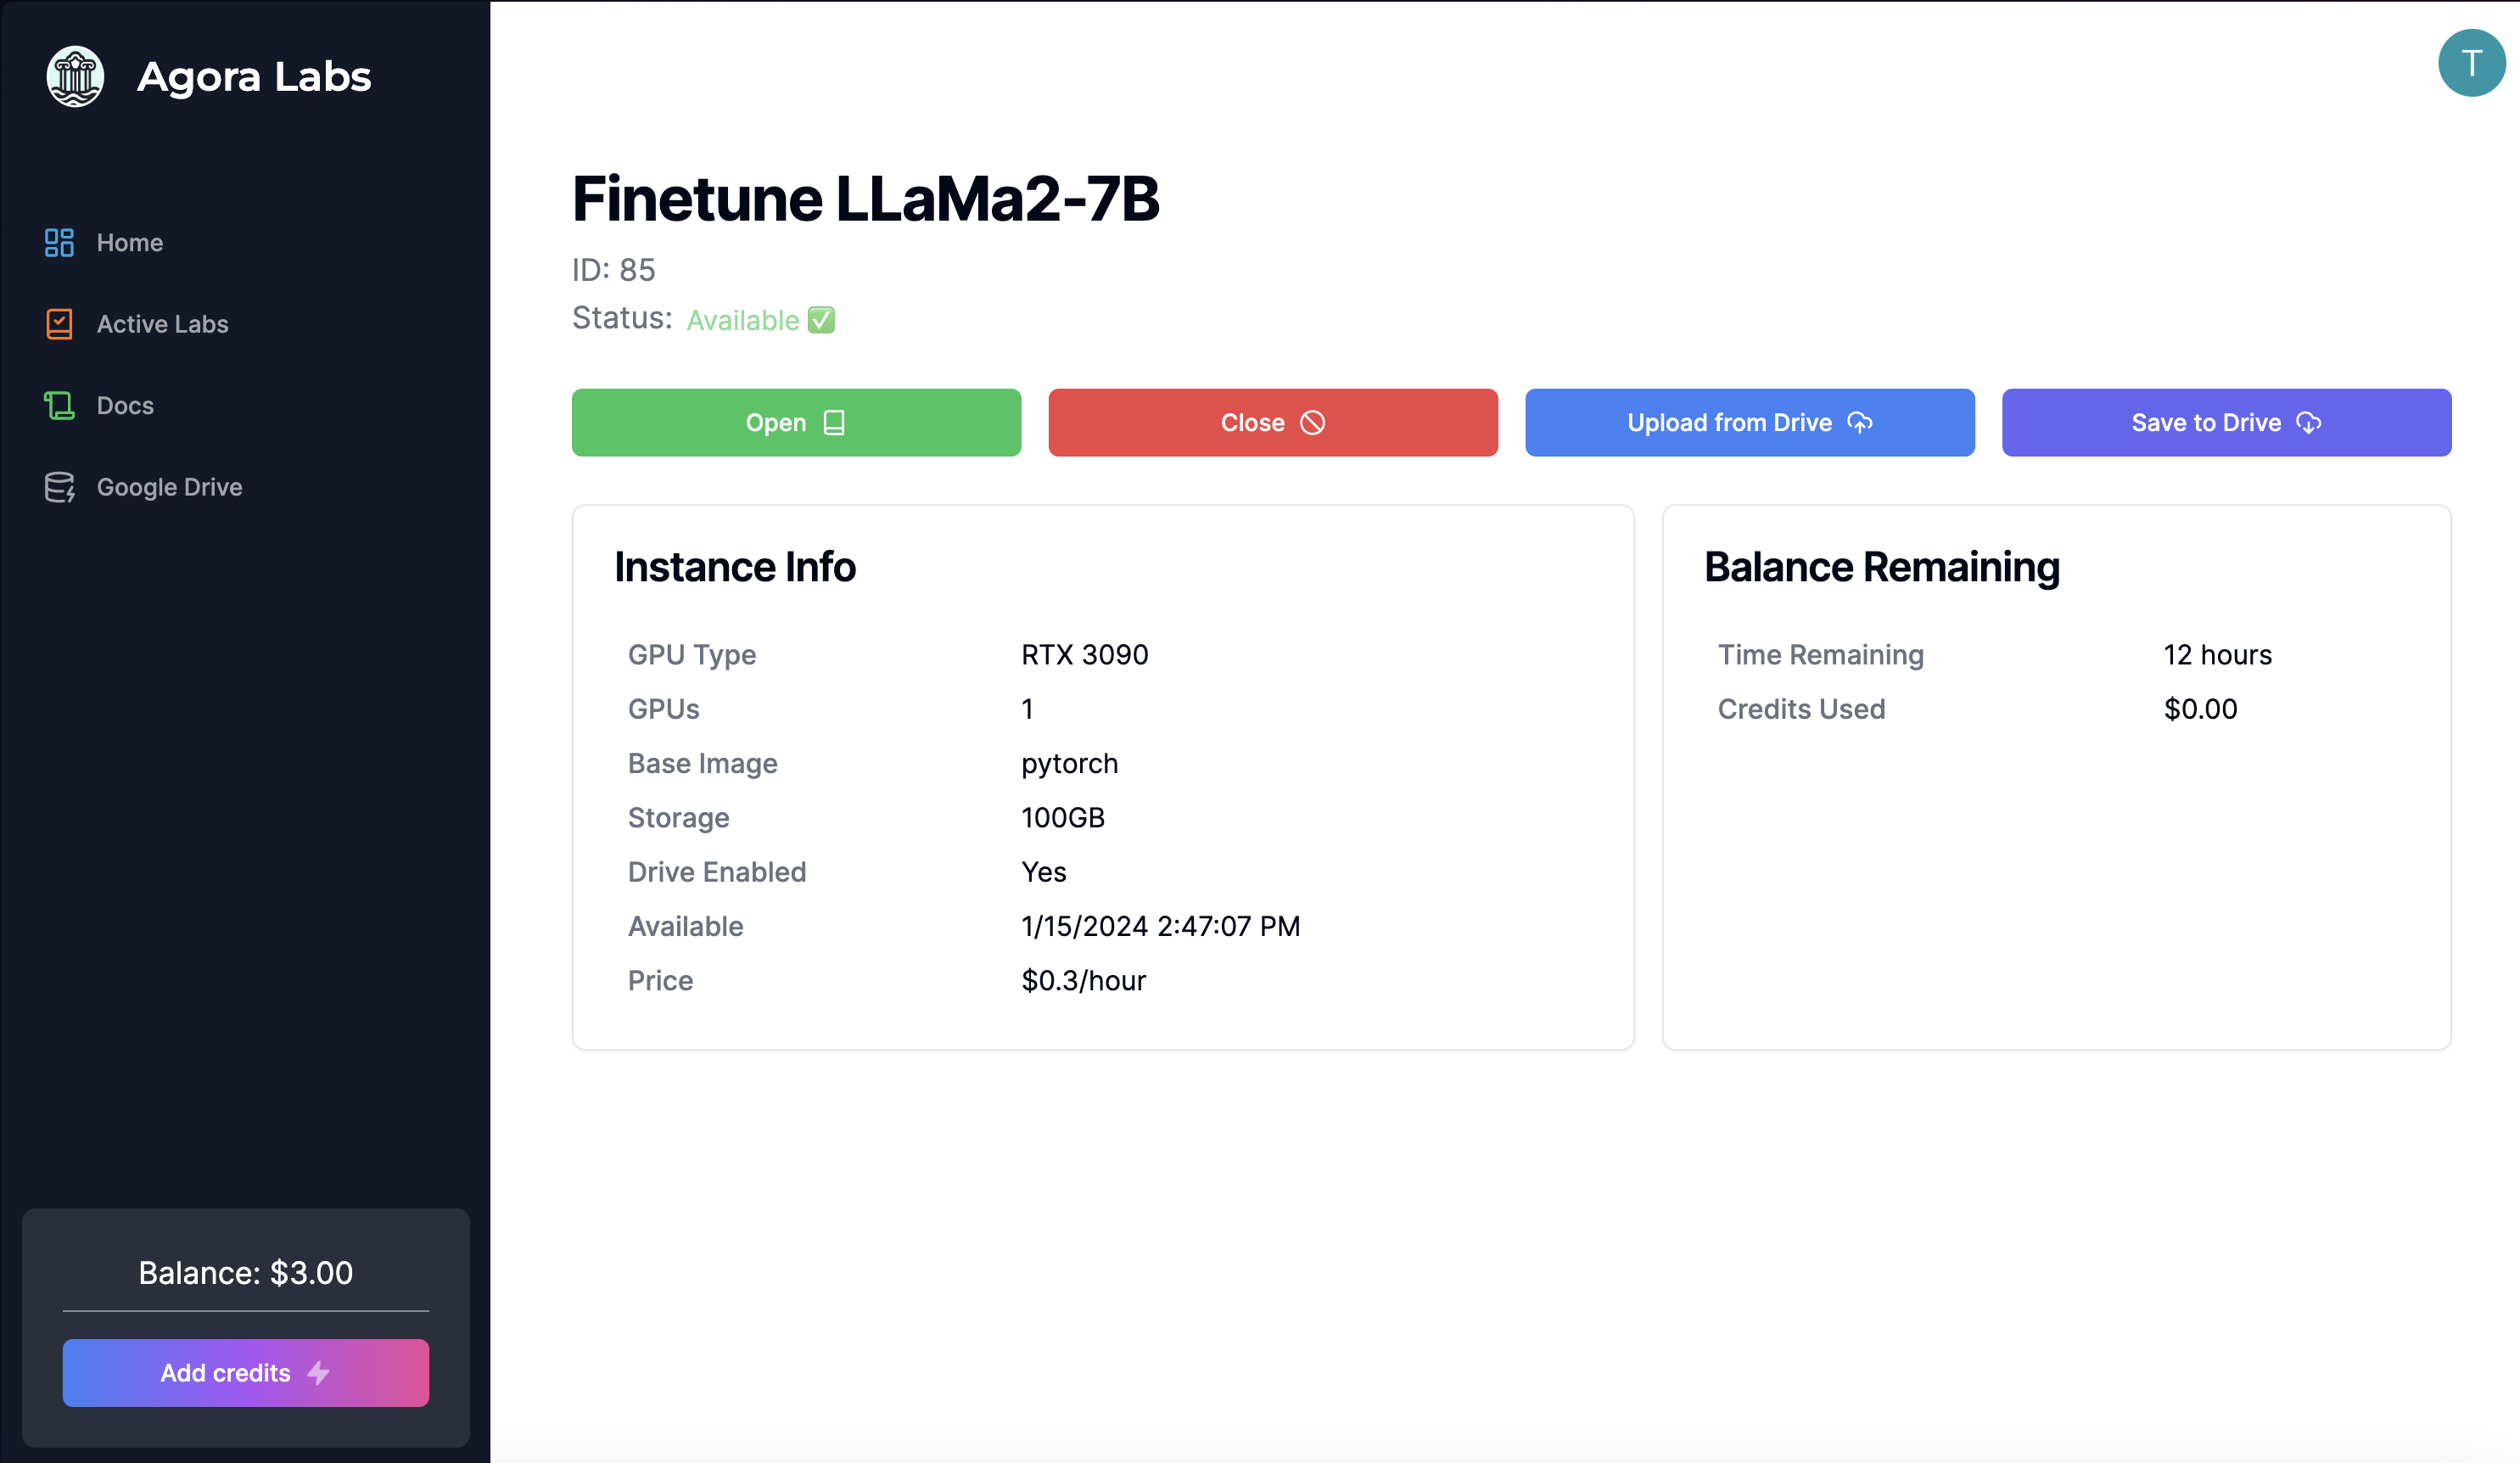 Agora Labs
T
Home
Active Labs
Docs
Google Drive
Balance: $3.00
Add credits
Finetune LLaMa2-7B
ID: 85
Status: Available ✅
Open
Close
Upload from Drive
Save to Drive
Instance Info
GPU Type RTX 3090
GPUs 1
Base Image pytorch
Storage 100GB
Drive Enabled Yes
Available 1/15/2024 2:47:07 PM
Price $0.3/hour
Balance Remaining
Time Remaining 12 hours
Credits Used $0.00